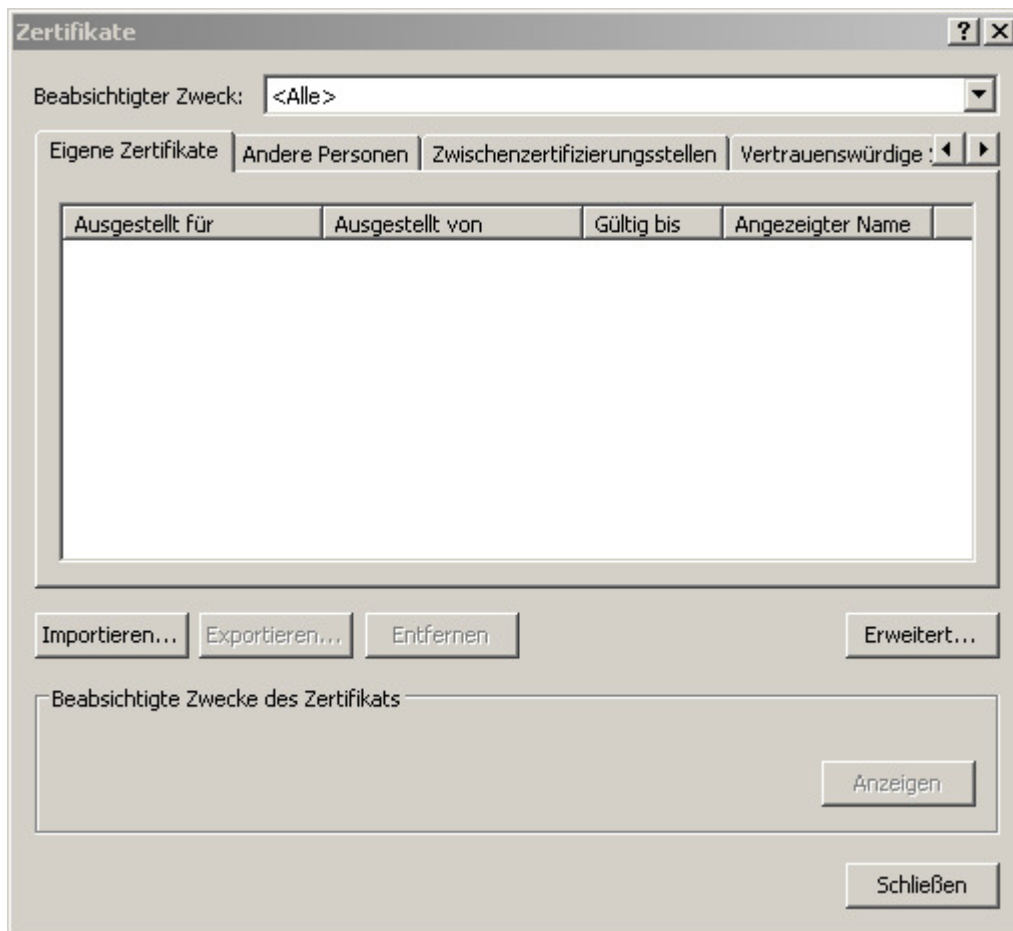 Zertifikate
Beabsichtigter Zweck: <Alle>
Eigene Zertifikate Andere Personen Zwischenzertifizierungsstellen Vertrauenswürdige
Ausgestellt für Ausgestellt von Gültig bis Angezeigter Name
Importieren... Exportieren... Entfernen Erweitert...
Beabsichtigte Zwecke des Zertifikats
Anzeigen
Schließen